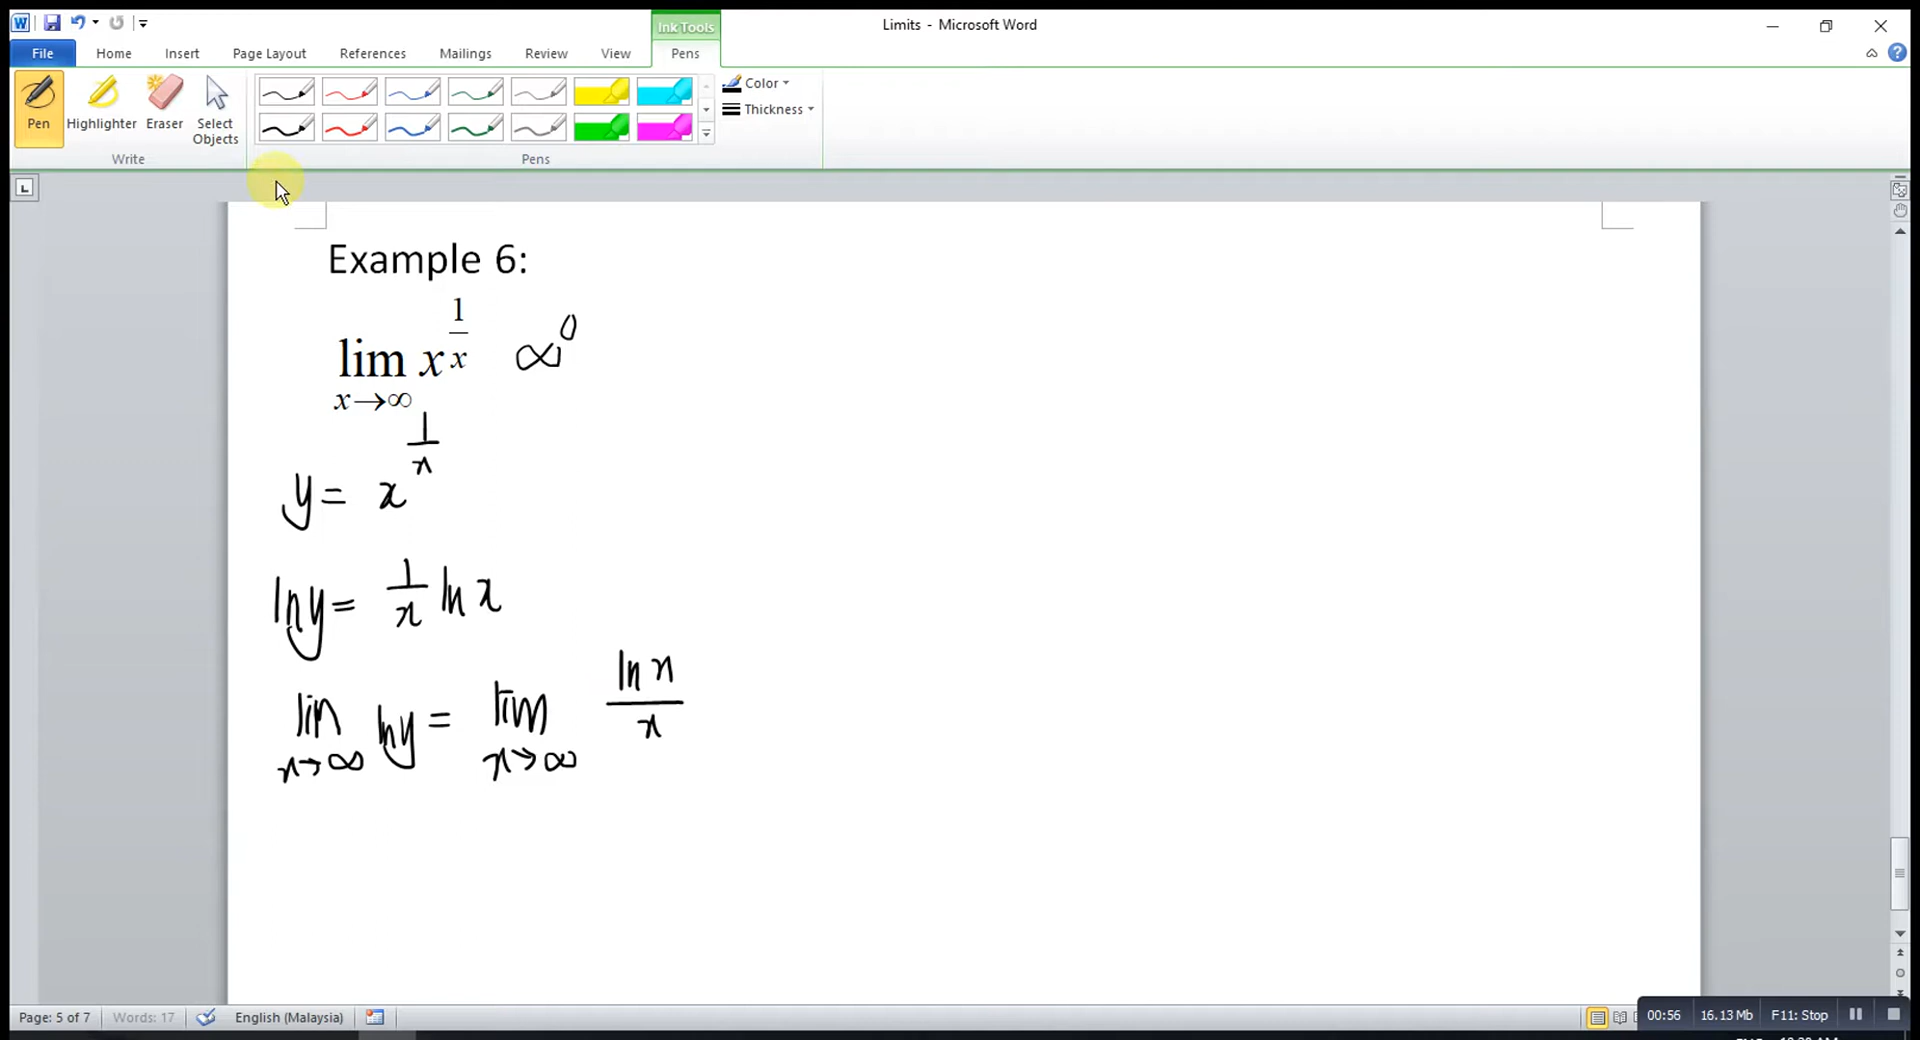 Limits - Microsoft Word
Ink Tools
File Home Insert Page Layout References Mailings Review View Pens
Pen Highlighter Eraser Select Objects
Color
Thickness
Write Pens
Example 6:
lim x→∞ x^(1/x) ∞^0
y = x^(1/x)
ln y = 1/x ln x
lim x→∞ ln y = lim x→∞ ln x / x
Page: 5 of 7 Words: 17 English (Malaysia)
00:56 16.13 Mb F11: Stop